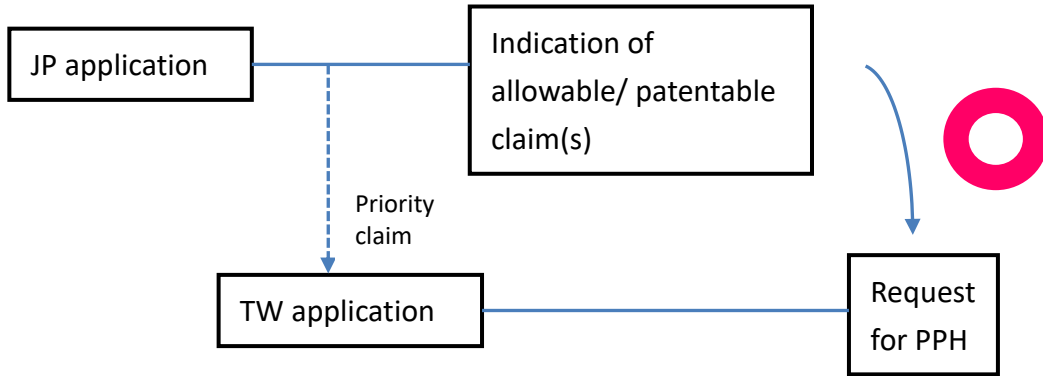 JP application
Indication of
allowable/ patentable
claim(s)
Priority
claim
TW application
Request
for PPH